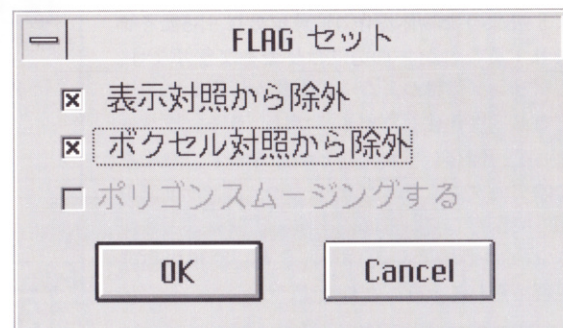 FLAG セット
表示対照から除外
ボクセル対照から除外
ポリゴンスムージングする
OK
Cancel